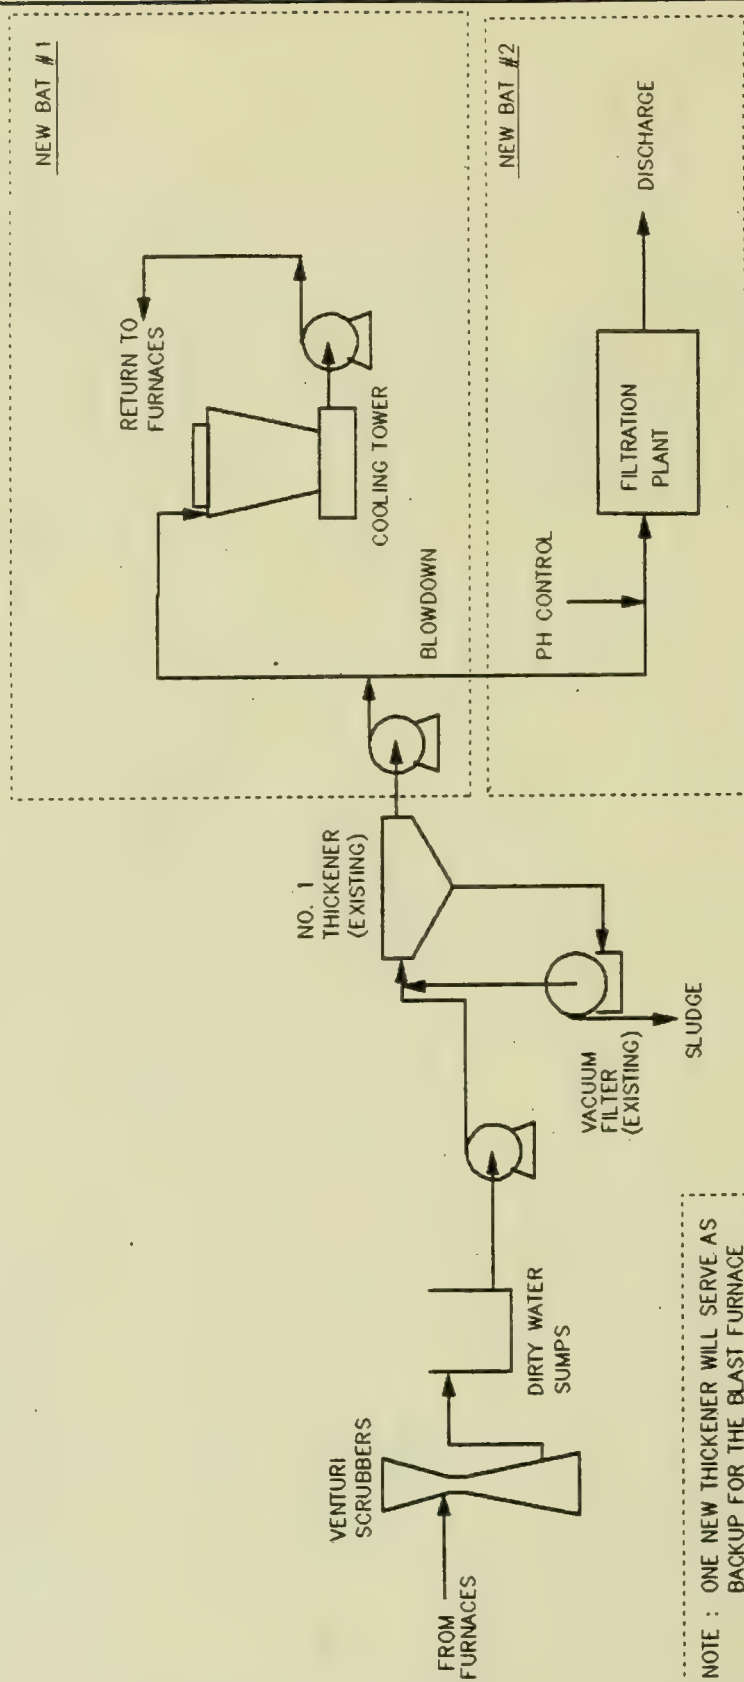 NEW BAT #1
RETURN TO
FURNACES
COOLING TOWER
BLOWDOWN
NEW BAT #2
DISCHARGE
FILTRATION
PLANT
PH CONTROL
NO. 1
THICKENER
(EXISTING)
VACUUM
FILTER
(EXISTING)
SLUDGE
DIRTY WATER
SUMPS
VENTURI
SCRUBBERS
FROM
FURNACES
NOTE : ONE NEW THICKENER WILL SERVE AS
BACKUP FOR THE BLAST FURNACE